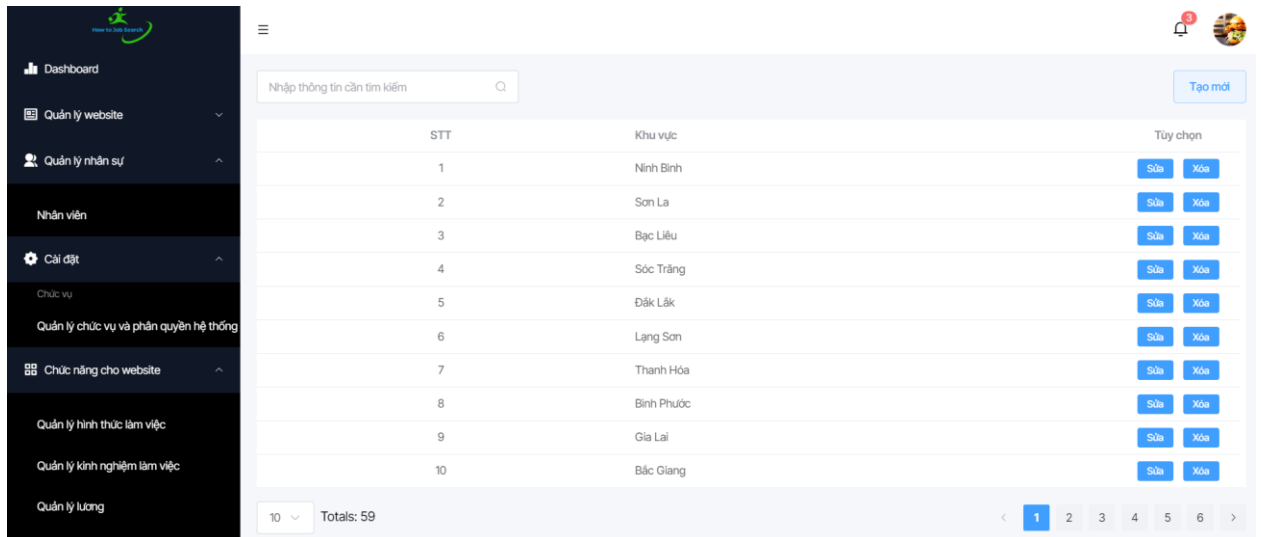 How to Job Search
Dashboard
Quản lý website
Quản lý nhân sự
Nhân viên
Cài đặt
Chức vụ
Quản lý chức vụ và phân quyền hệ thống
Chức năng cho website
Quản lý hình thức làm việc
Quản lý kinh nghiệm làm việc
Quản lý lương
3
Nhập thông tin cần tìm kiếm
Tạo mới
STT Khu vực Tùy chọn
1 Ninh Bình Sửa Xóa
2 Sơn La Sửa Xóa
3 Bạc Liêu Sửa Xóa
4 Sóc Trăng Sửa Xóa
5 Đắk Lắk Sửa Xóa
6 Lạng Sơn Sửa Xóa
7 Thanh Hóa Sửa Xóa
8 Bình Phước Sửa Xóa
9 Gia Lai Sửa Xóa
10 Bắc Giang Sửa Xóa
10 Totals: 59 1 2 3 4 5 6